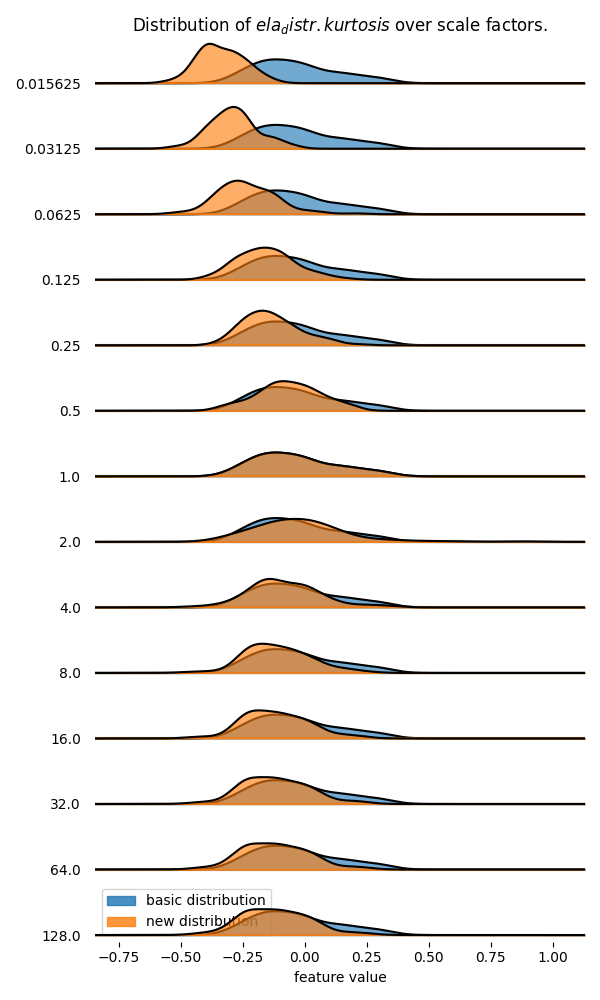 Distribution of ela_distr.kurtosis over scale factors.
0.015625
0.03125
0.0625
0.125
0.25
0.5
1.0
2.0
4.0
8.0
16.0
32.0
64.0
128.0
basic distribution
new distribution
−0.75 −0.50 −0.25 0.00 0.25 0.50 0.75 1.00
feature value